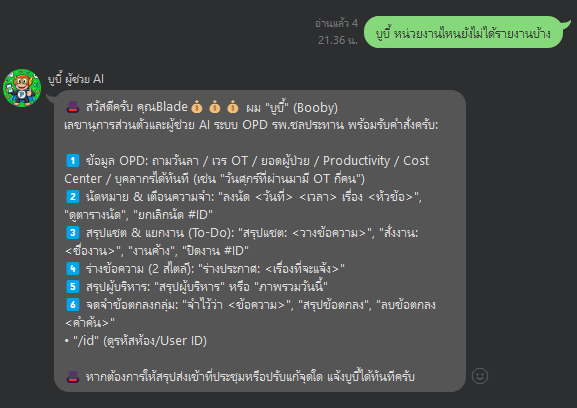 อ่านแล้ว 4
21.36 น.
บูบี้ หน่วยงานไหนยังไม่ได้รายงานบ้าง
บูบี้ ผู้ช่วย AI
สวัสดีครับ คุณBlade💰💰💰 ผม "บูบี้" (Booby)
เลขานุการส่วนตัวและผู้ช่วย AI ระบบ OPD รพ.ชลประทาน พร้อมรับคำสั่งครับ:
1️⃣ ข้อมูล OPD: ถามวันลา / เวร OT / ยอดผู้ป่วย / Productivity / Cost
Center / บุคลากรได้ทันที (เช่น "วันศุกร์ที่ผ่านมามี OT กี่คน")
2️⃣ นัดหมาย & เตือนความจำ: "ลงนัด <วันที่> <เวลา> เรื่อง <หัวข้อ>",
"ดูตารางนัด", "ยกเลิกนัด #ID"
3️⃣ สรุปแชต & แยกงาน (To-Do): "สรุปแชต: <วางข้อความ>", "สั่งงาน:
<ชื่องาน>", "งานค้าง", "ปิดงาน #ID"
4️⃣ ร่างข้อความ (2 สไตล์): "ร่างประกาศ: <เรื่องที่จะแจ้ง>"
5️⃣ สรุปผู้บริหาร: "สรุปผู้บริหาร" หรือ "ภาพรวมวันนี้"
6️⃣ จดจำข้อตกลงกลุ่ม: "จำไว้ว่า <ข้อความ>", "สรุปข้อตกลง", "ลบข้อตกลง
<คำค้น>"
• "/id" (ดูรหัสห้อง/User ID)
หากต้องการให้สรุปส่งเข้าที่ประชุมหรือปรับแก้จุดใด แจ้งบูบี้ได้ทันทีครับ